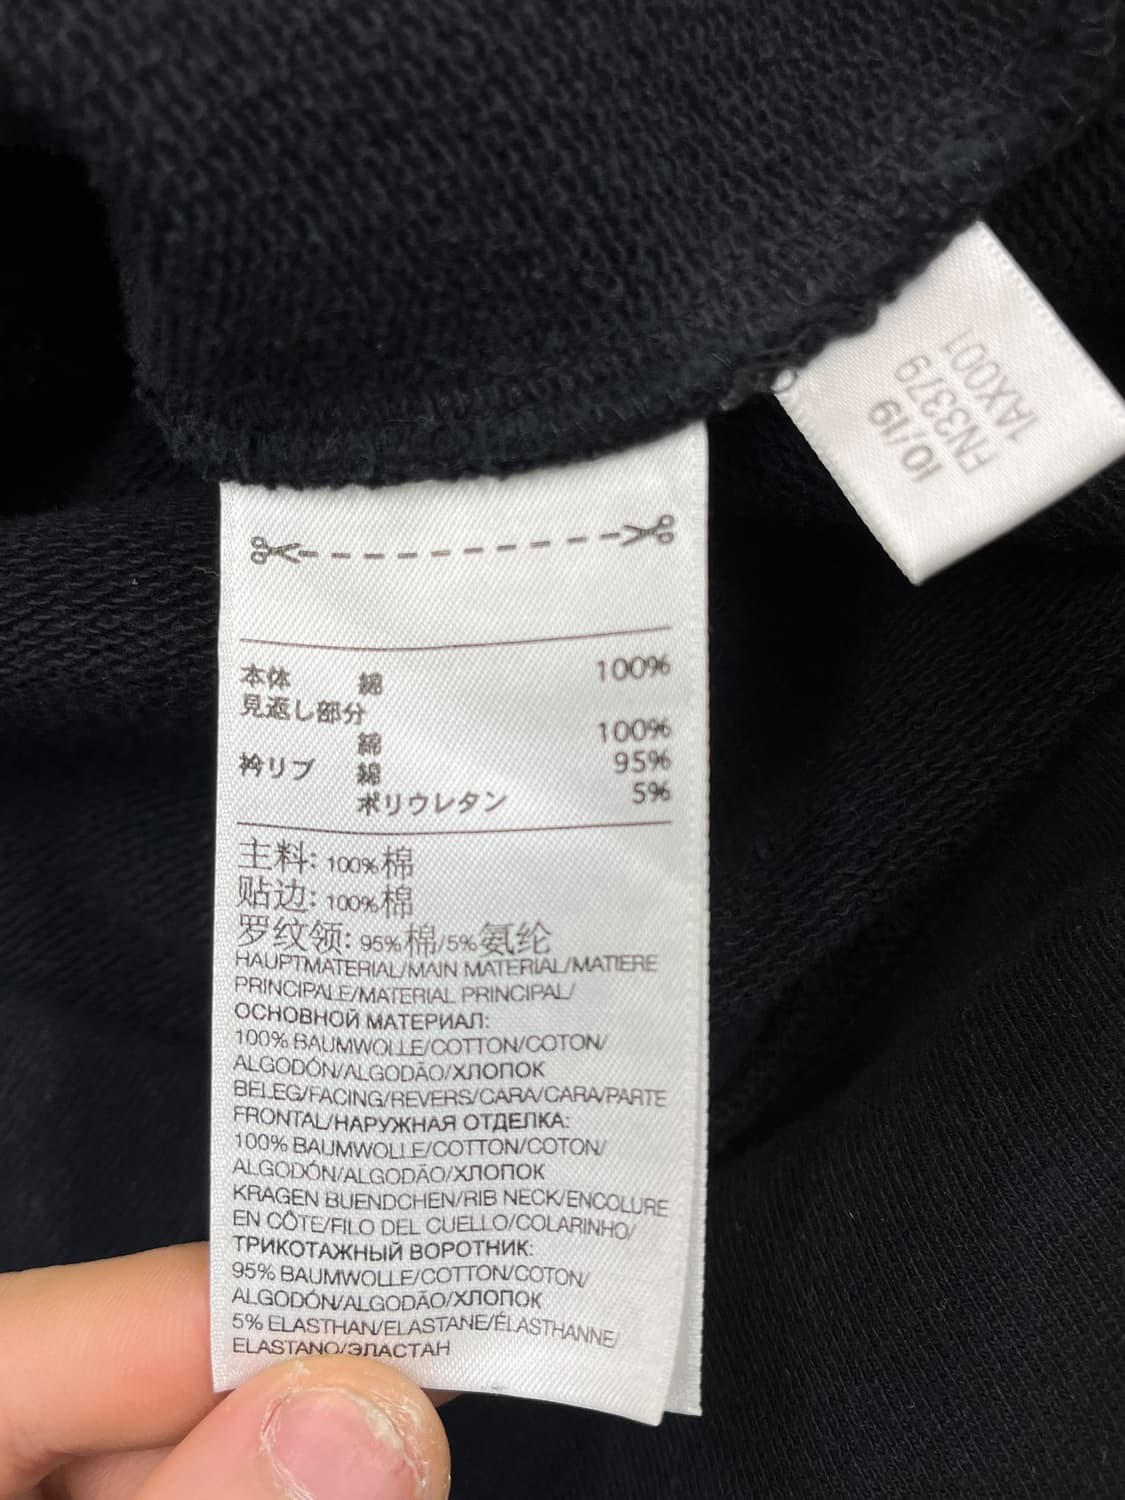 10/19
FN3379
1AX001
本体 綿 100%
見返し部分
綿 100%
衿リブ 綿 95%
ポリウレタン 5%
主料: 100%棉
贴边: 100%棉
罗纹领: 95%棉/5%氨纶
HAUPTMATERIAL/MAIN MATERIAL/MATIERE
PRINCIPALE/MATERIAL PRINCIPAL/
ОСНОВНОЙ МАТЕРИАЛ:
100% BAUMWOLLE/COTTON/COTON/
ALGODÓN/ALGODÃO/ХЛОПОК
BELEG/FACING/REVERS/CARA/CARA/PARTE
FRONTAL/НАРУЖНАЯ ОТДЕЛКА:
100% BAUMWOLLE/COTTON/COTON/
ALGODÓN/ALGODÃO/ХЛОПОК
KRAGEN BUENDCHEN/RIB NECK/ENCOLURE
EN CÔTE/FILO DEL CUELLO/COLARINHO/
ТРИКОТАЖНЫЙ ВОРОТНИК:
95% BAUMWOLLE/COTTON/COTON/
ALGODÓN/ALGODÃO/ХЛОПОК
5% ELASTHAN/ELASTANE/ÉLASTHANNE/
ELASTANO/ЭЛАСТАН